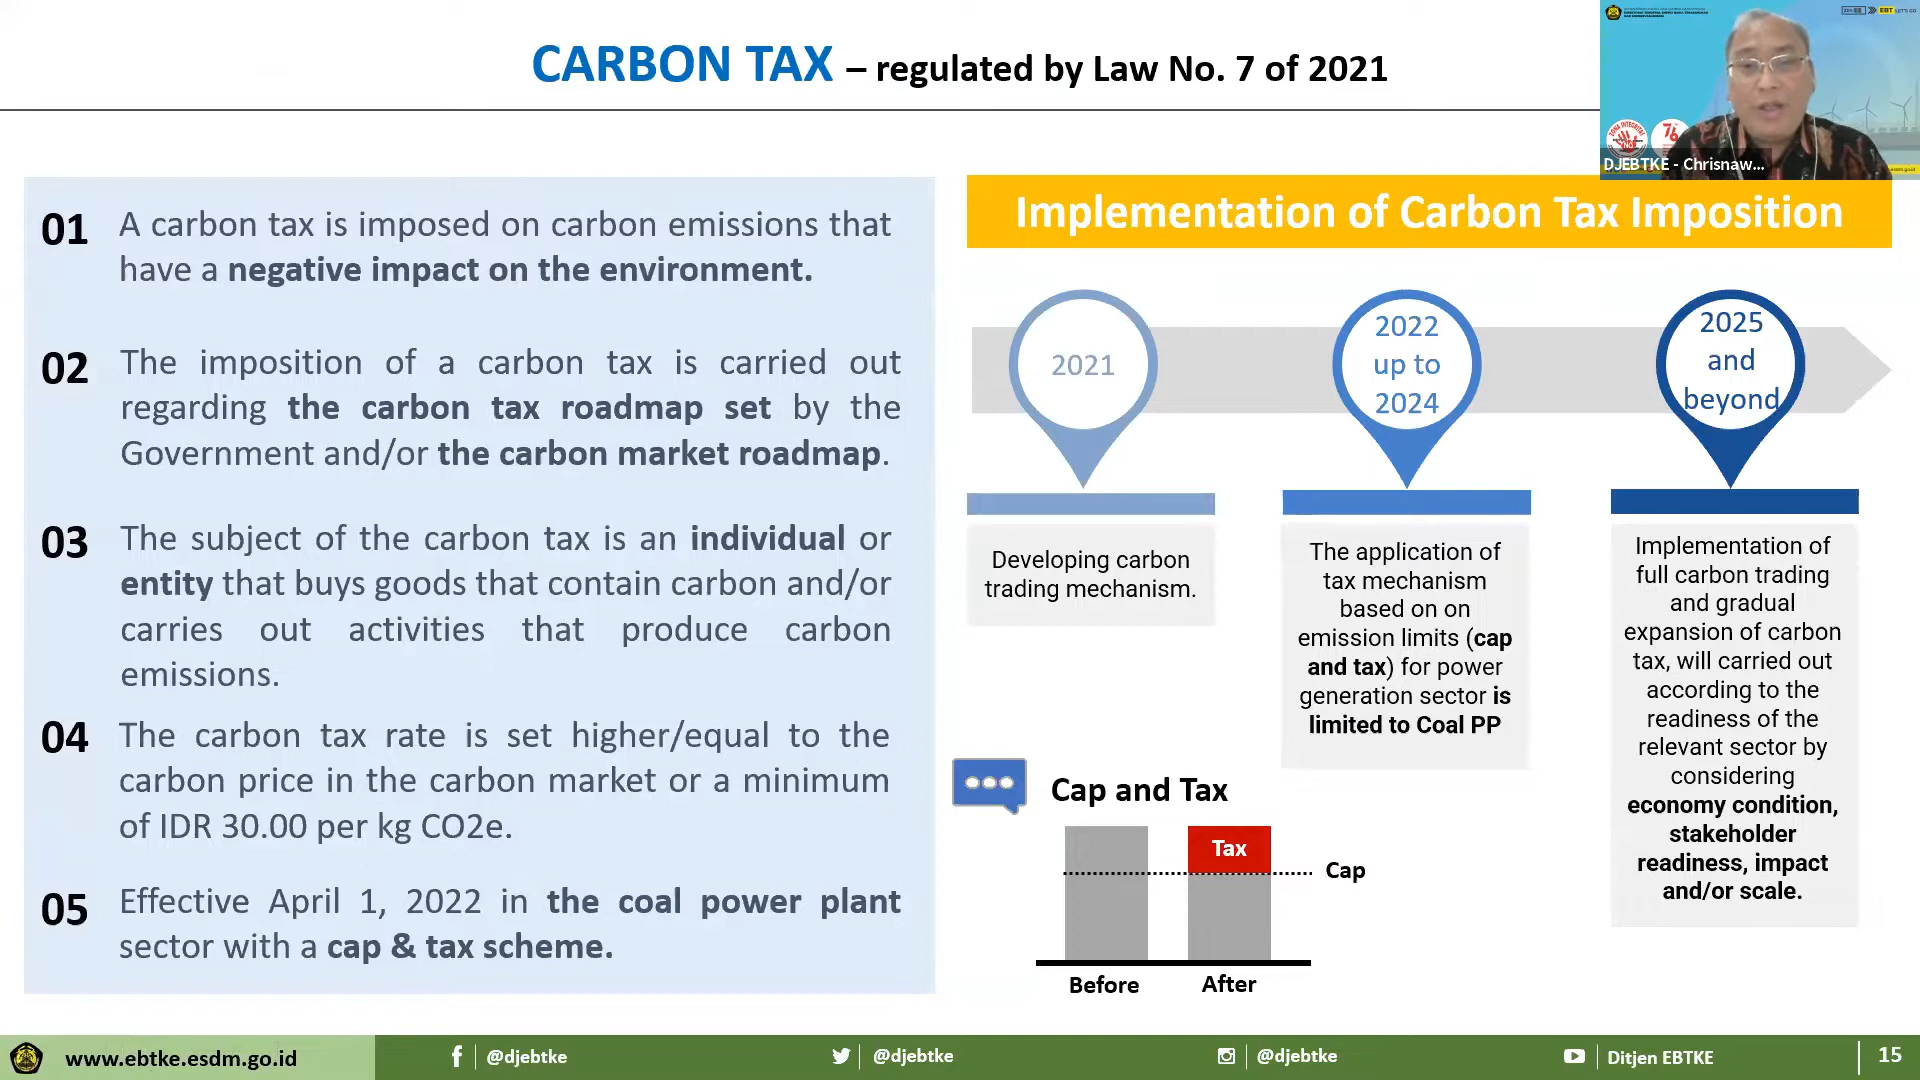 CARBON TAX – regulated by Law No. 7 of 2021
EBT
DJEBTKE - Chrisnaw...
01
A carbon tax is imposed on carbon emissions that
have a negative impact on the environment.
02
The imposition of a carbon tax is carried out
regarding the carbon tax roadmap set by the
Government and/or the carbon market roadmap.
03
The subject of the carbon tax is an individual or
entity that buys goods that contain carbon and/or
carries out activities that produce carbon
emissions.
04
The carbon tax rate is set higher/equal to the
carbon price in the carbon market or a minimum
of IDR 30.00 per kg CO2e.
05
Effective April 1, 2022 in the coal power plant
sector with a cap & tax scheme.
Implementation of Carbon Tax Imposition
2021
Developing carbon
trading mechanism.
2022
up to
2024
The application of
tax mechanism
based on on
emission limits (cap
and tax) for power
generation sector is
limited to Coal PP
2025
and
beyond
Implementation of
full carbon trading
and gradual
expansion of carbon
tax, will carried out
according to the
readiness of the
relevant sector by
considering
economy condition,
stakeholder
readiness, impact
and/or scale.
Cap and Tax
Tax
Cap
Before
After
www.ebtke.esdm.go.id
@djebtke
@djebtke
@djebtke
Ditjen EBTKE
15